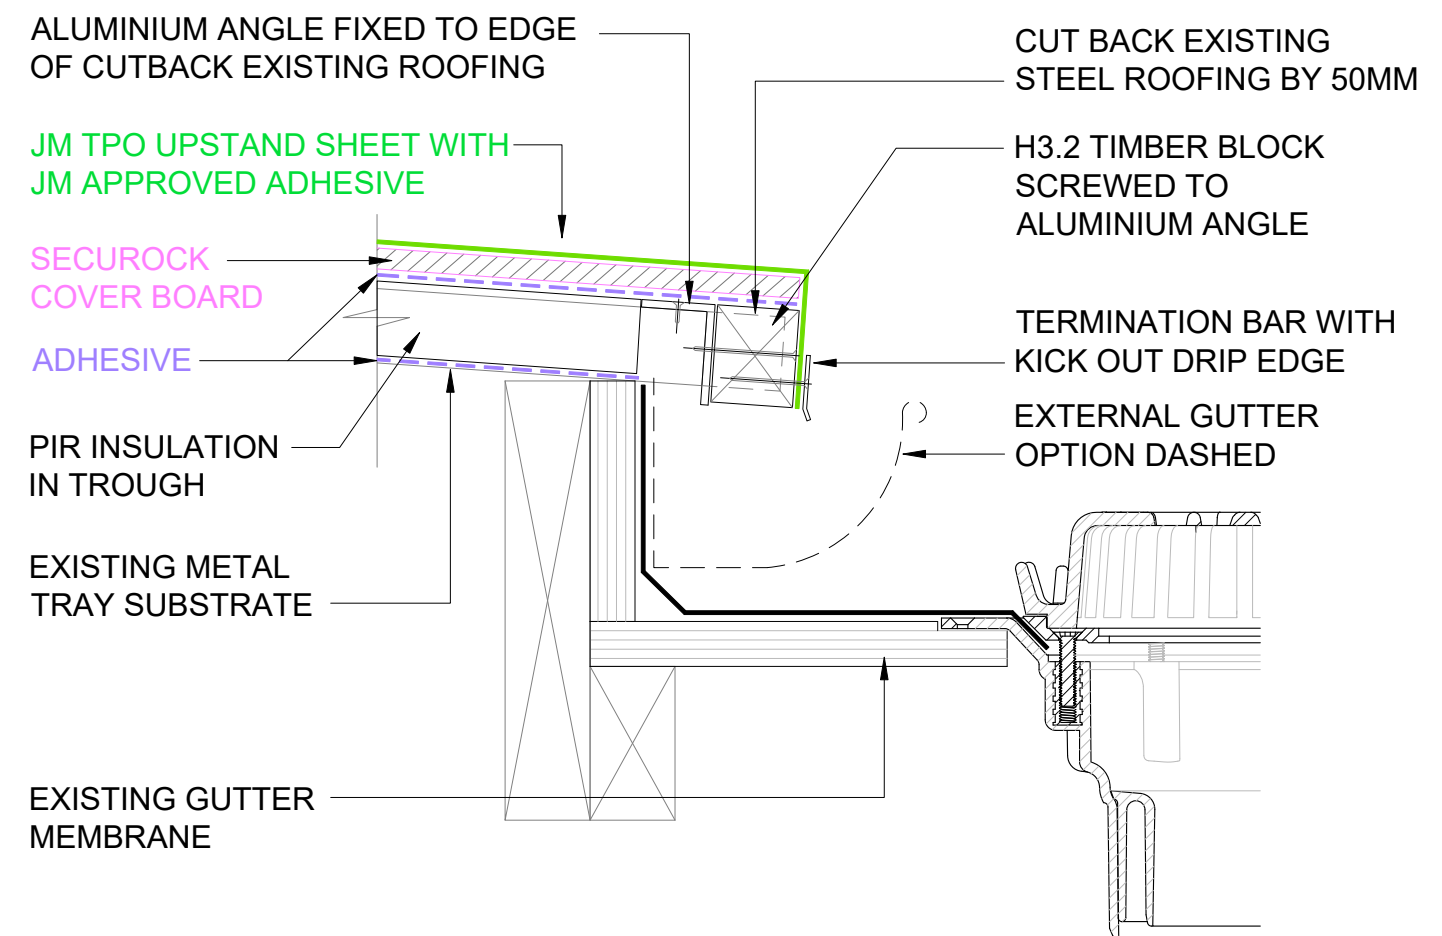 ALUMINIUM ANGLE FIXED TO EDGE
OF CUTBACK EXISTING ROOFING
JM TPO UPSTAND SHEET WITH
JM APPROVED ADHESIVE
SECUROCK
COVER BOARD
ADHESIVE
PIR INSULATION
IN TROUGH
EXISTING METAL
TRAY SUBSTRATE
EXISTING GUTTER
MEMBRANE
CUT BACK EXISTING
STEEL ROOFING BY 50MM
H3.2 TIMBER BLOCK
SCREWED TO
ALUMINIUM ANGLE
TERMINATION BAR WITH
KICK OUT DRIP EDGE
EXTERNAL GUTTER
OPTION DASHED